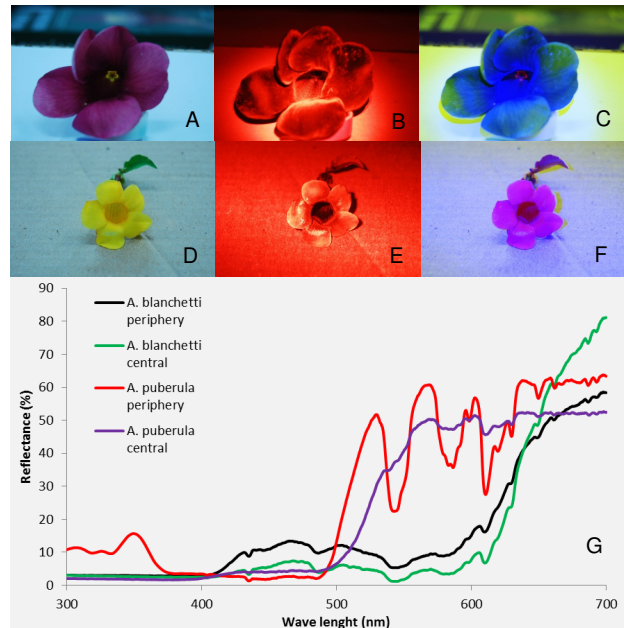 A
B
C
D
E
F
90
80
70
60
50
40
30
20
10
0
Reflectance (%)
A. blanchetti
periphery
A. blanchetti
central
A. puberula
periphery
A. puberula
central
G
300
400
500
600
700
Wave lenght (nm)